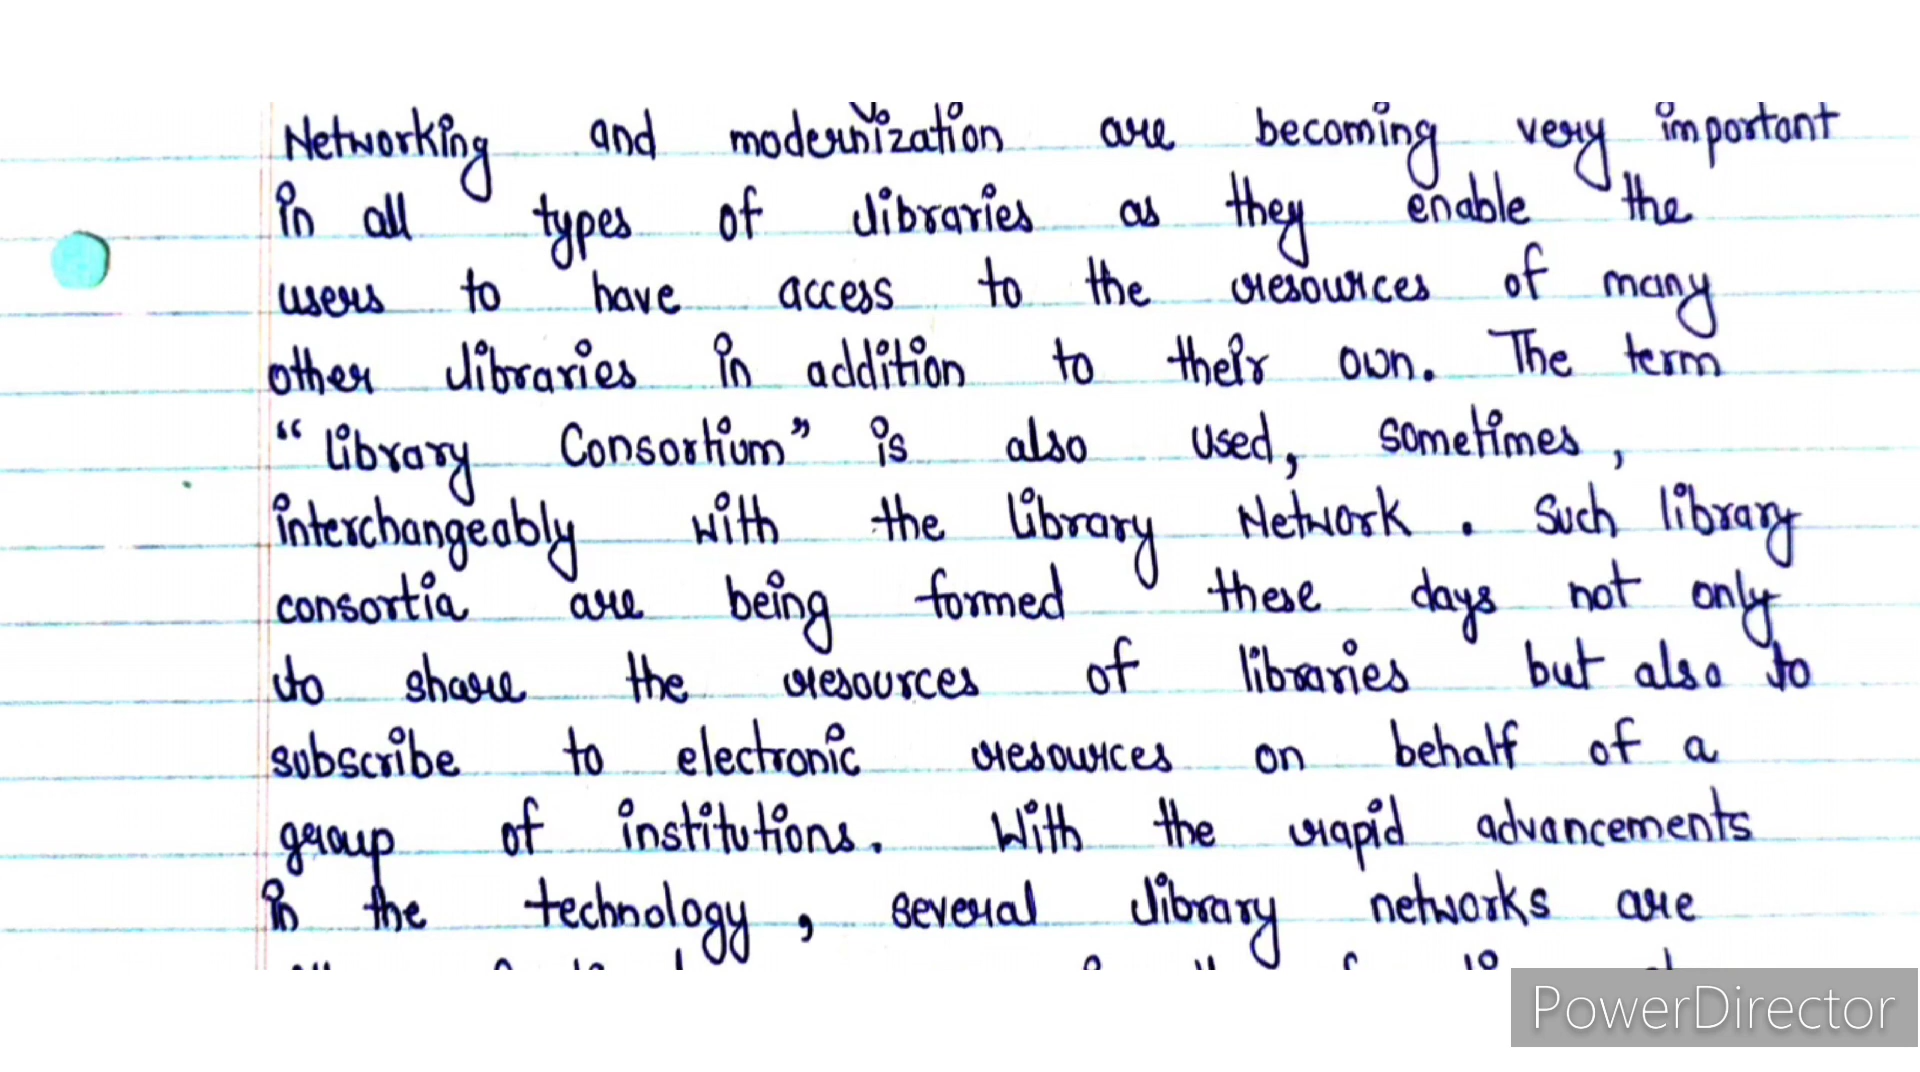 Networking and modernization are becoming very important
in all types of libraries as they enable the
users to have access to the resources of many
other libraries in addition to their own. The term
“Library Consortium” is also used, sometimes,
interchangeably with the Library Network. Such library
consortia are being formed these days not only
to share the resources of libraries but also to
subscribe to electronic resources on behalf of a
group of institutions. With the rapid advancements
in the technology, several library networks are
PowerDirector